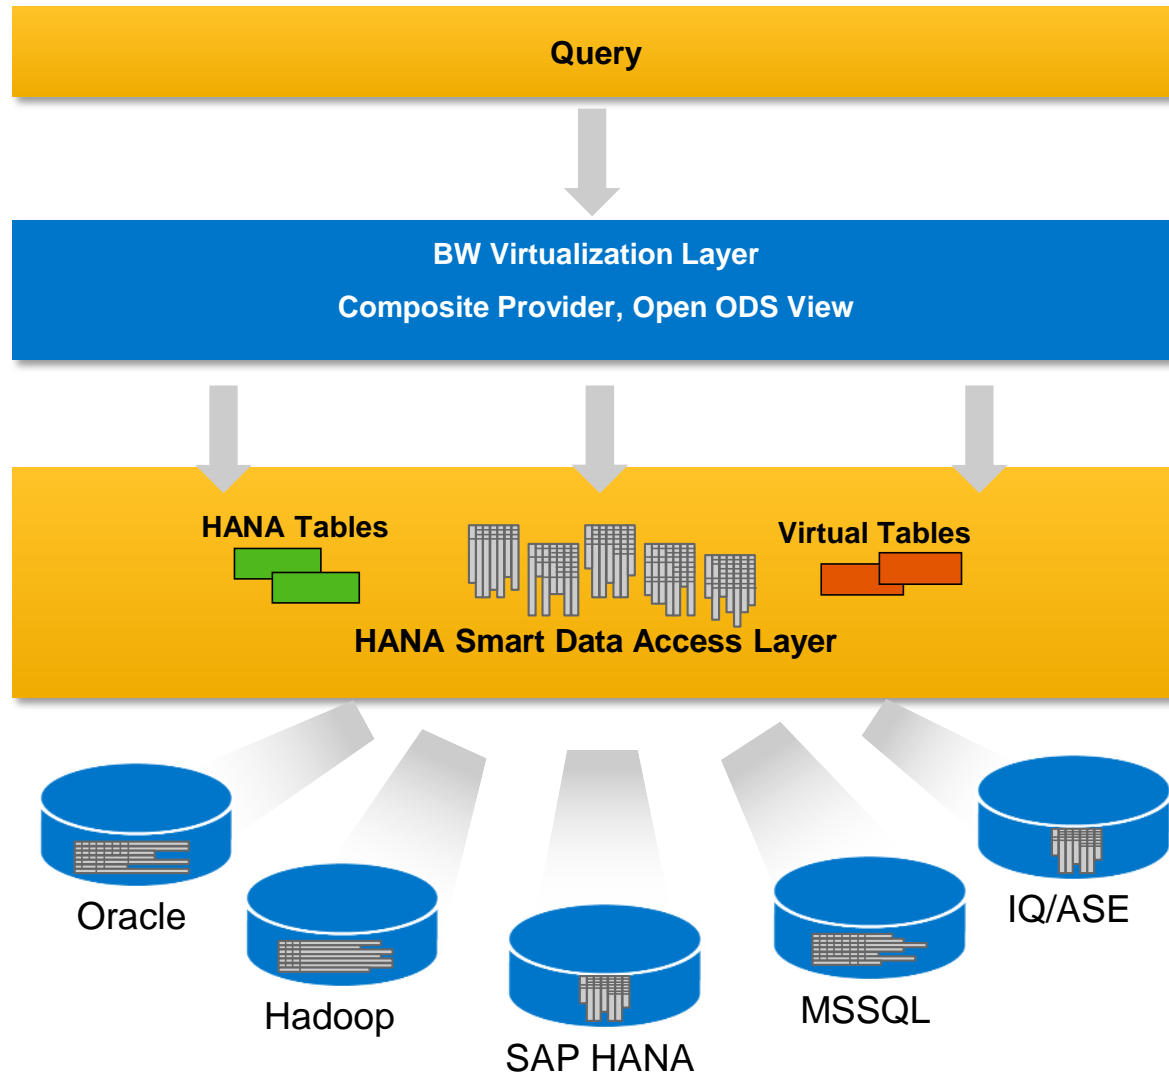 Query
BW Virtualization Layer
Composite Provider, Open ODS View
HANA Tables
Virtual Tables
HANA Smart Data Access Layer
Oracle
Hadoop
SAP HANA
MSSQL
IQ/ASE